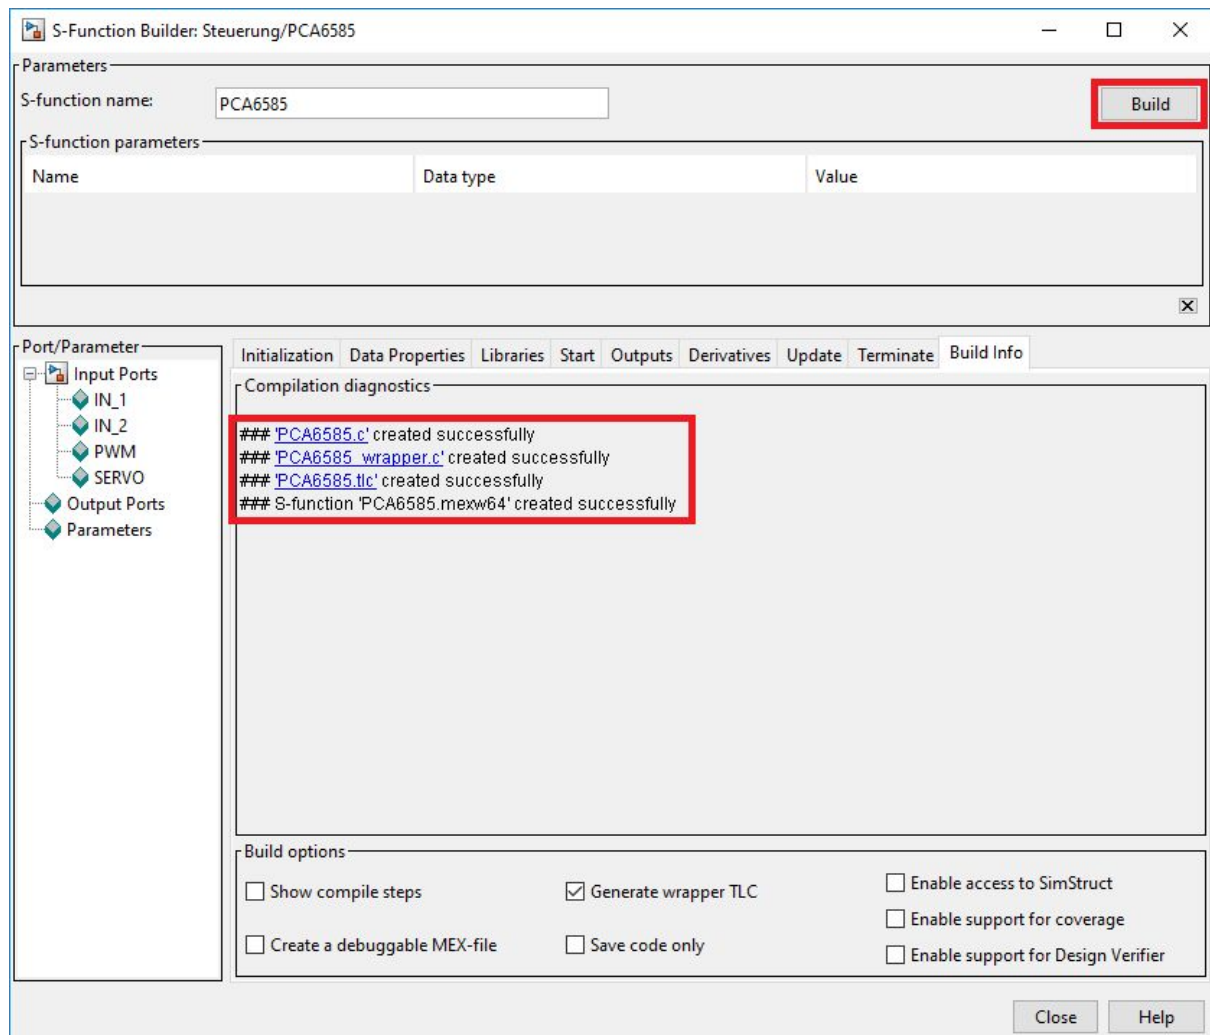 S-Function Builder: Steuerung/PCA6585
Parameters
S-function name: PCA6585 Build
S-function parameters
Name Data type Value
Port/Parameter
Input Ports
IN_1
IN_2
PWM
SERVO
Output Ports
Parameters
Initialization Data Properties Libraries Start Outputs Derivatives Update Terminate Build Info
Compilation diagnostics
### 'PCA6585.c' created successfully
### 'PCA6585_wrapper.c' created successfully
### 'PCA6585.tlc' created successfully
### S-function 'PCA6585.mexw64' created successfully
Build options
Show compile steps Generate wrapper TLC Enable access to SimStruct
Enable support for coverage
Create a debuggable MEX-file Save code only Enable support for Design Verifier
Close Help